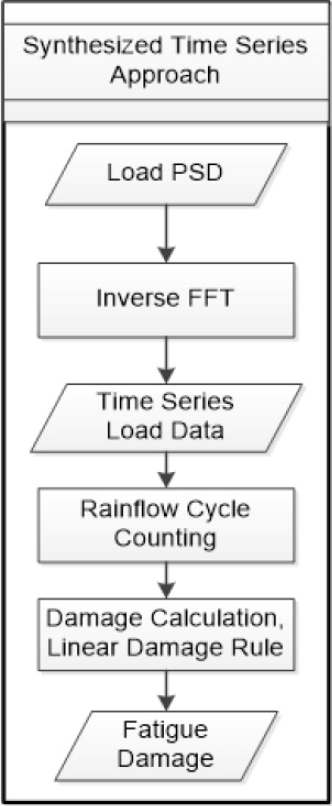 Synthesized Time Series
Approach
Load PSD
Inverse FFT
Time Series
Load Data
Rainflow Cycle
Counting
Damage Calculation,
Linear Damage Rule
Fatigue
Damage